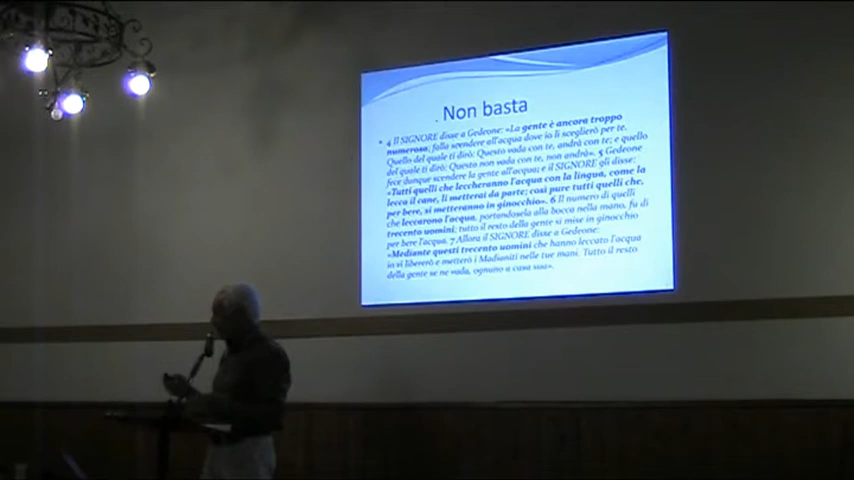 Non basta
4 Il SIGNORE disse a Gedeone: «La gente è ancora troppo
numerosa; falla scendere all'acqua dove io li sceglierò per te.
Quello del quale ti dirò: Questo vada con te, andrà con te; e quello
del quale ti dirò: Questo non vada con te, non andrà». 5 Gedeone
fece dunque scendere la gente all'acqua; e il SIGNORE gli disse:
«Tutti quelli che leccheranno l'acqua con la lingua, come la
lecca il cane, li metterai da parte; così pure tutti quelli che,
per bere, si metteranno in ginocchio». 6 Il numero di quelli
che leccarono l'acqua, portandosela alla bocca nella mano, fu di
trecento uomini; tutto il resto della gente si mise in ginocchio
per bere l'acqua. 7 Allora il SIGNORE disse a Gedeone:
«Mediante questi trecento uomini che hanno leccato l'acqua
io vi libererò e metterò i Madianiti nelle tue mani. Tutto il resto
della gente se ne vada, ognuno a casa sua».